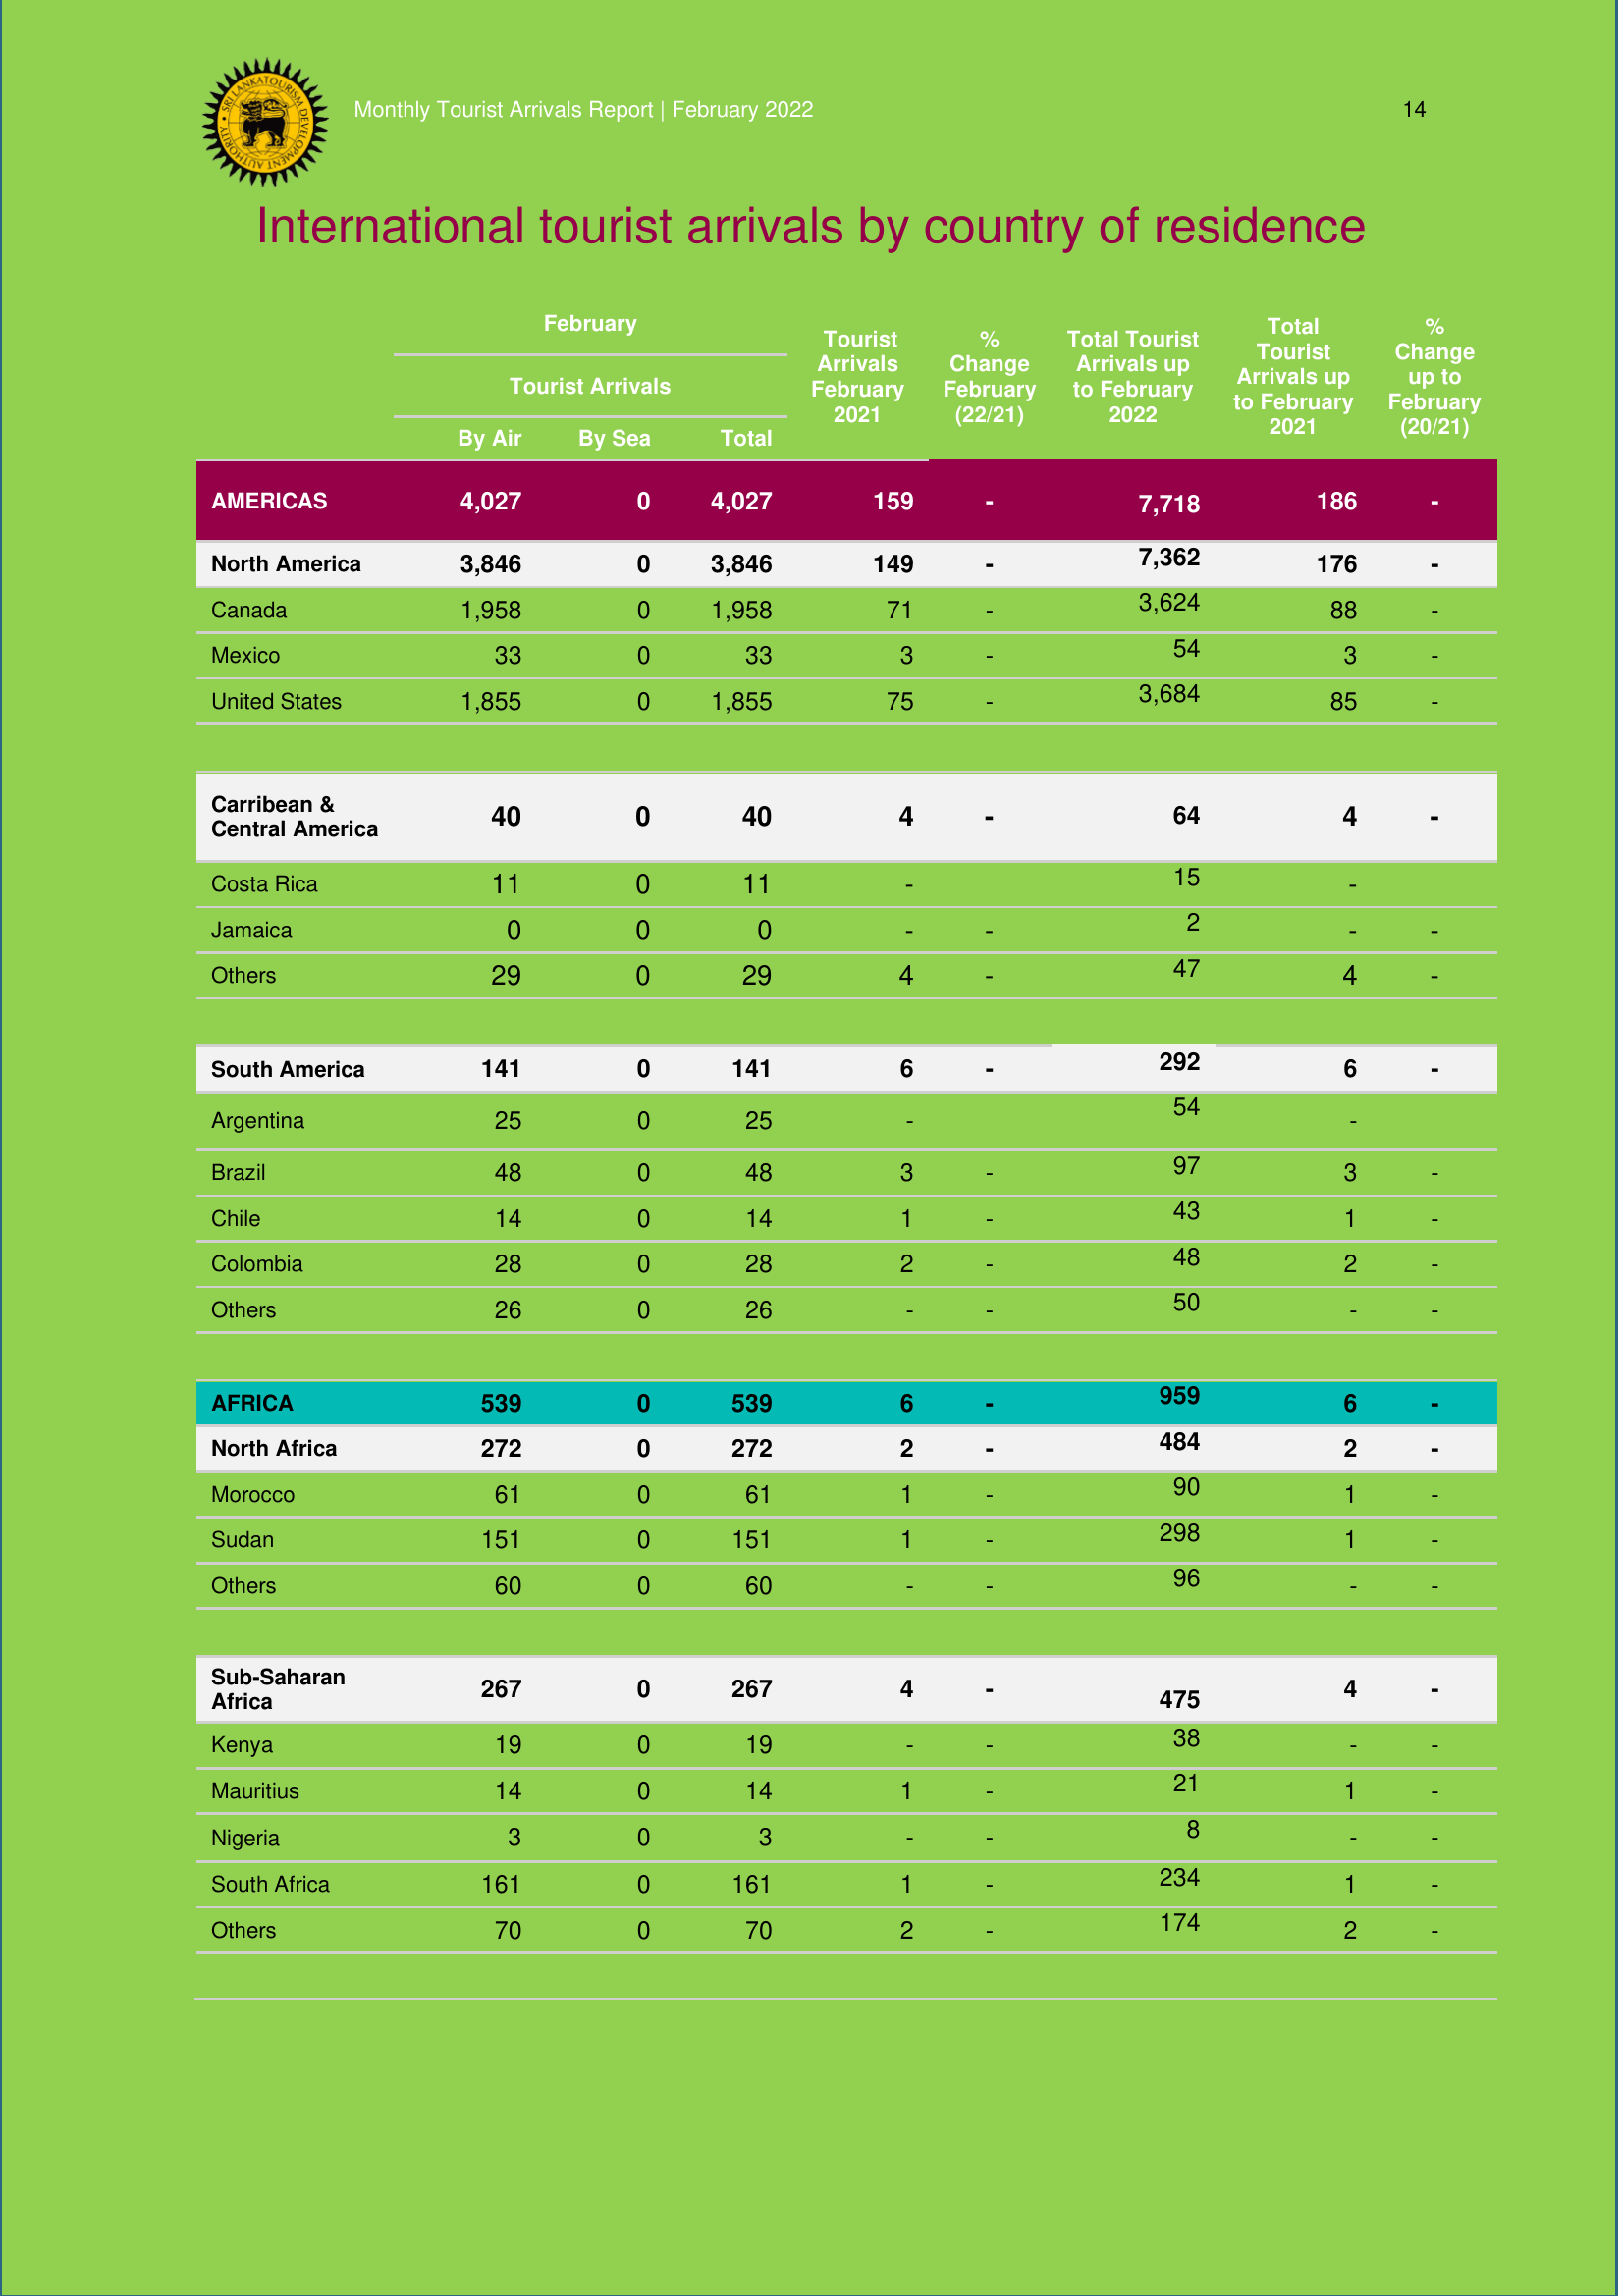 SRI LANKA TOURISM DEVELOPMENT AUTHORITY
Monthly Tourist Arrivals Report | February 2022 14
International tourist arrivals by country of residence
February
Tourist Arrivals
By Air By Sea Total
Tourist
Arrivals
February
2021
%
Change
February
(22/21)
Total Tourist
Arrivals up
to February
2022
Total
Tourist
Arrivals up
to February
2021
%
Change
up to
February
(20/21)
AMERICAS 4,027 0 4,027 159 - 7,718 186 -
North America 3,846 0 3,846 149 - 7,362 176 -
Canada 1,958 0 1,958 71 - 3,624 88 -
Mexico 33 0 33 3 - 54 3 -
United States 1,855 0 1,855 75 - 3,684 85 -
Carribean &
Central America 40 0 40 4 - 64 4 -
Costa Rica 11 0 11 - 15 -
Jamaica 0 0 0 - - 2 - -
Others 29 0 29 4 - 47 4 -
South America 141 0 141 6 - 292 6 -
Argentina 25 0 25 - 54 -
Brazil 48 0 48 3 - 97 3 -
Chile 14 0 14 1 - 43 1 -
Colombia 28 0 28 2 - 48 2 -
Others 26 0 26 - - 50 - -
AFRICA 539 0 539 6 - 959 6 -
North Africa 272 0 272 2 - 484 2 -
Morocco 61 0 61 1 - 90 1 -
Sudan 151 0 151 1 - 298 1 -
Others 60 0 60 - - 96 - -
Sub-Saharan
Africa 267 0 267 4 - 475 4 -
Kenya 19 0 19 - - 38 - -
Mauritius 14 0 14 1 - 21 1 -
Nigeria 3 0 3 - - 8 - -
South Africa 161 0 161 1 - 234 1 -
Others 70 0 70 2 - 174 2 -